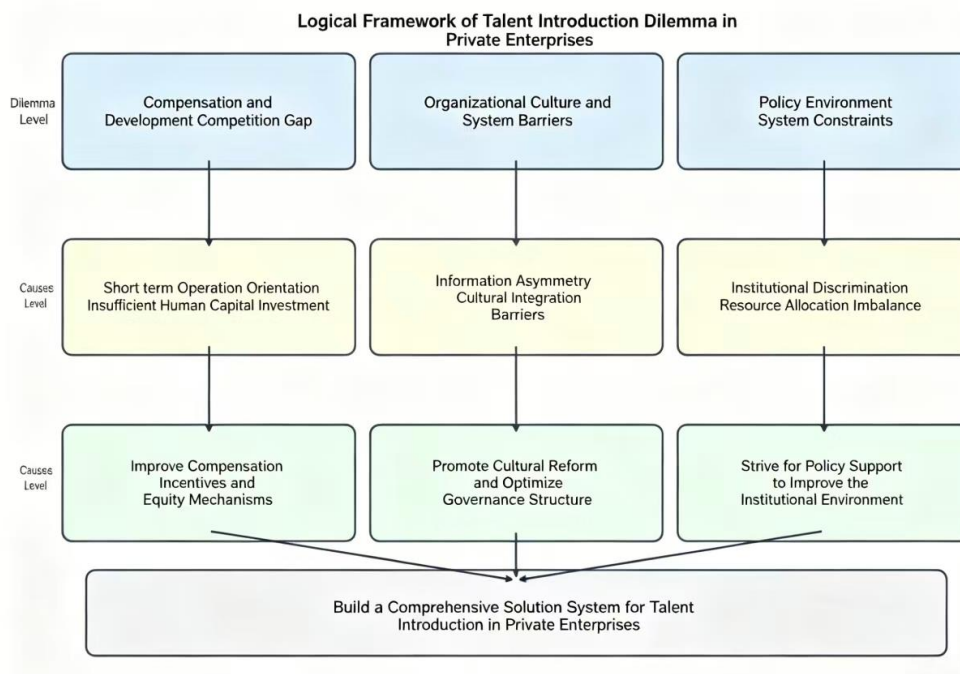 Logical Framework of Talent Introduction Dilemma in
Private Enterprises
Dilemma
Level
Compensation and
Development Competition Gap
Organizational Culture and
System Barriers
Policy Environment
System Constraints
Causes
Level
Short term Operation Orientation
Insufficient Human Capital Investment
Information Asymmetry
Cultural Integration
Barriers
Institutional Discrimination
Resource Allocation Imbalance
Causes
Level
Improve Compensation
Incentives and
Equity Mechanisms
Promote Cultural Reform
and Optimize
Governance Structure
Strive for Policy Support
to Improve the
Institutional Environment
Build a Comprehensive Solution System for Talent
Introduction in Private Enterprises